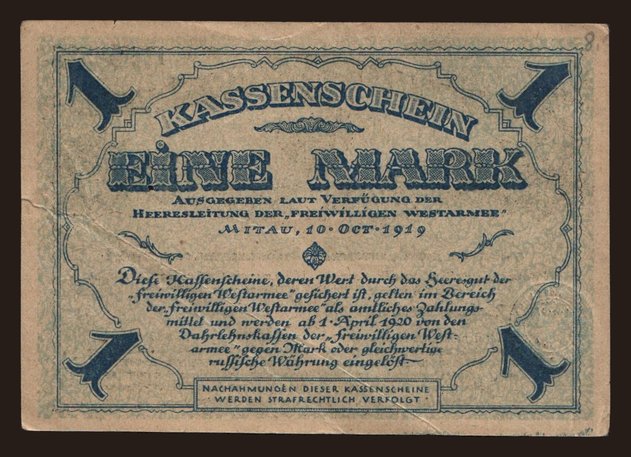 8
1 1
KASSENSCHEIN
EINE MARK
AUSGEGEBEN LAUT VERFÜGUNG DER
HEERESLEITUNG DER „FREIWILLIGEN WESTARMEE"
MITAU, 10·OCT·1919
Diese Kassenscheine, deren Wert durch das Heeresgut der
„freiwilligen Westarmee" gesichert ist, gelten im Bereich
der „freiwilligen Westarmee" als amtliches Zahlungs-
mittel und werden ab 1·April 1920 von den
Dahrlehnskassen der „freiwilligen West-
armee" gegen Mark oder gleichwertige
russische Währung eingelöst·
1 1
NACHAHMUNGEN DIESER KASSENSCHEINE
WERDEN STRAFRECHTLICH VERFOLGT·